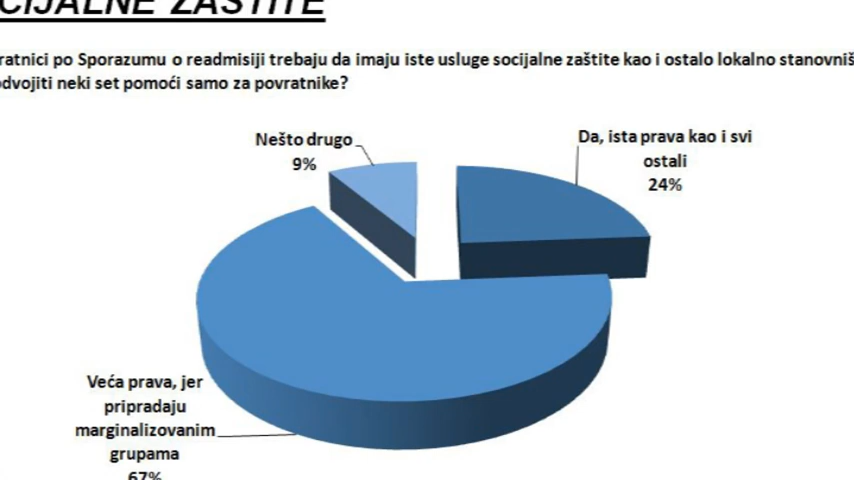 CIJALNE ZAŠTITE
ratnici po Sporazumu o readmisiji trebaju da imaju iste usluge socijalne zaštite kao i ostalo lokalno stanovniš
odvojiti neki set pomoći samo za povratnike?
Nešto drugo
9%
Da, ista prava kao i svi
ostali
24%
Veća prava, jer
pripradaju
marginalizovanim
grupama
67%